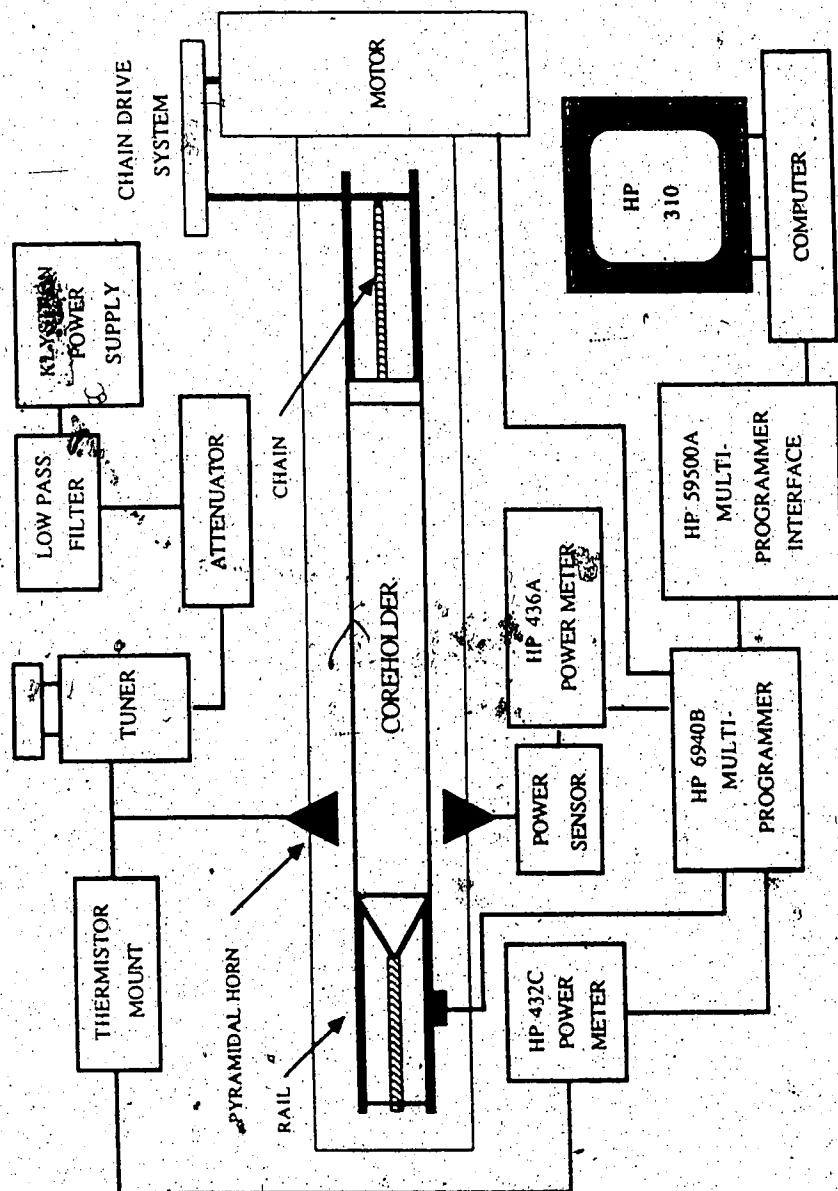 CHAIN DRIVE
SYSTEM
MOTOR
KLYSTRON
POWER
SUPPLY
LOW PASS
FILTER
ATTENUATOR
TUNER
THERMISTOR
MOUNT
PYRAMIDAL HORN
RAIL
CHAIN
COREHOLDER
HP 436A
POWER METER
POWER
SENSOR
HP 432C
POWER
METER
HP 6940B
MULTI-
PROGRAMMER
HP 59500A
MULTI-
PROGRAMMER
INTERFACE
HP
310
COMPUTER